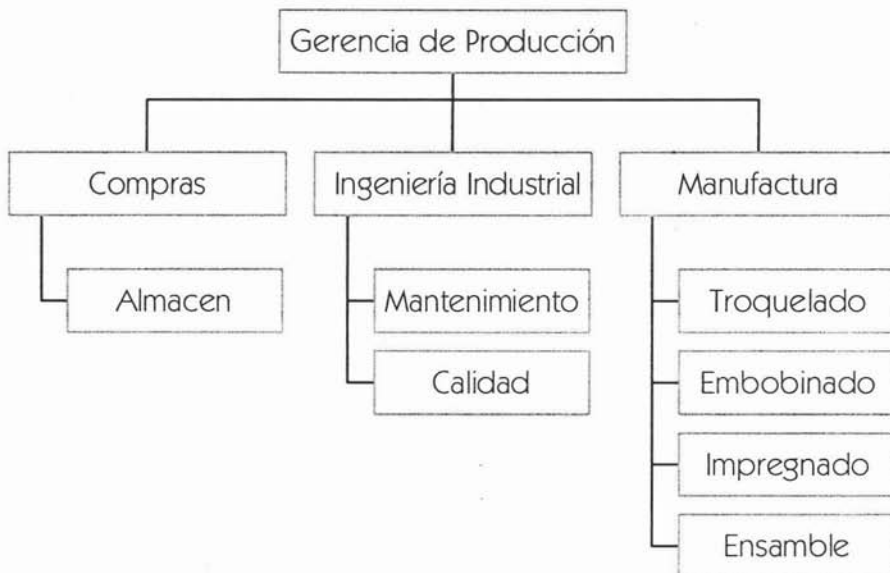 Gerencia de Producción
Compras
Ingeniería Industrial
Manufactura
Almacen
Mantenimiento
Troquelado
Calidad
Embobinado
Impregnado
Ensamble